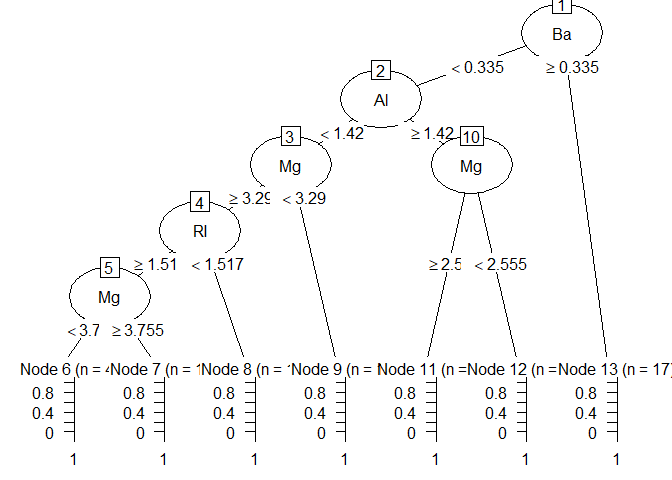 1
Ba
< 0.335 ≥ 0.335
2
Al
< 1.42 ≥ 1.42
3 10
Mg Mg
≥ 3.29 < 3.29
4
RI
≥ 1.51 < 1.517 ≥ 2.5 < 2.555
5
Mg
< 3.7 ≥ 3.755
Node 6 (n = Node 7 (n = Node 8 (n = Node 9 (n = Node 11 (n = Node 12 (n = Node 13 (n = 17)
0.8 0.8 0.8 0.8 0.8 0.8 0.8
0.4 0.4 0.4 0.4 0.4 0.4 0.4
0 0 0 0 0 0 0
1 1 1 1 1 1 1